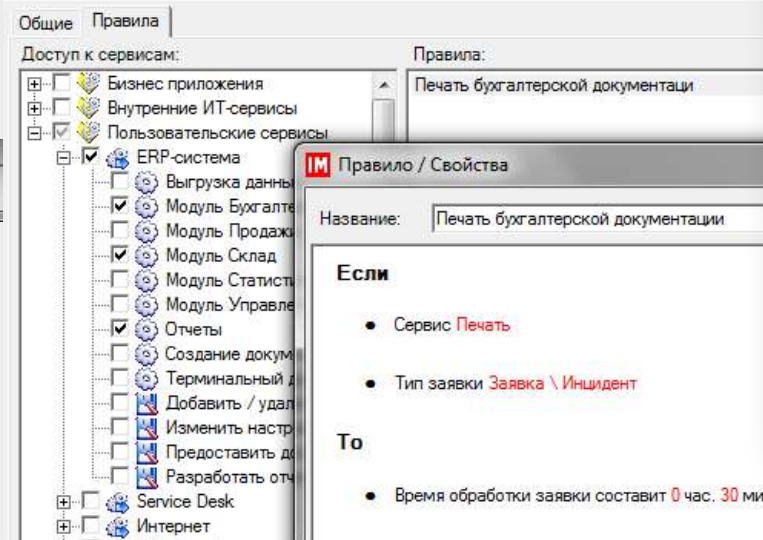 Общие Правила
Доступ к сервисам:
Правила:
Бизнес приложения
Внутренние ИТ-сервисы
Пользовательские сервисы
ERP-система
Выгрузка данны
Модуль Бухгалте
Модуль Продажи
Модуль Склад
Модуль Статисти
Модуль Управле
Отчеты
Создание докум
Терминальный д
Добавить / удал
Изменить настр
Предоставить до
Разработать отч
Service Desk
Интернет
Печать бухгалтерской документаци
IM Правило / Свойства
Название: Печать бухгалтерской документации
Если
Сервис Печать
Тип заявки Заявка \ Инцидент
То
Время обработки заявки составит 0 час. 30 ми